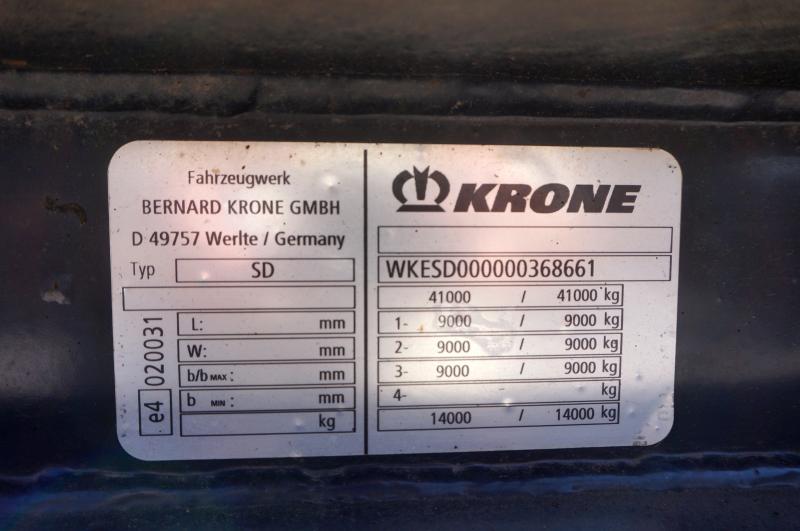 Fahrzeugwerk
BERNARD KRONE GMBH
D 49757 Werlte / Germany
Typ SD
e4 020031
L: mm
W: mm
b/b MAX : mm
b MIN : mm
kg
KRONE
WKESD000000368661
41000 / 41000 kg
1- 9000 / 9000 kg
2- 9000 / 9000 kg
3- 9000 / 9000 kg
4- kg
14000 / 14000 kg